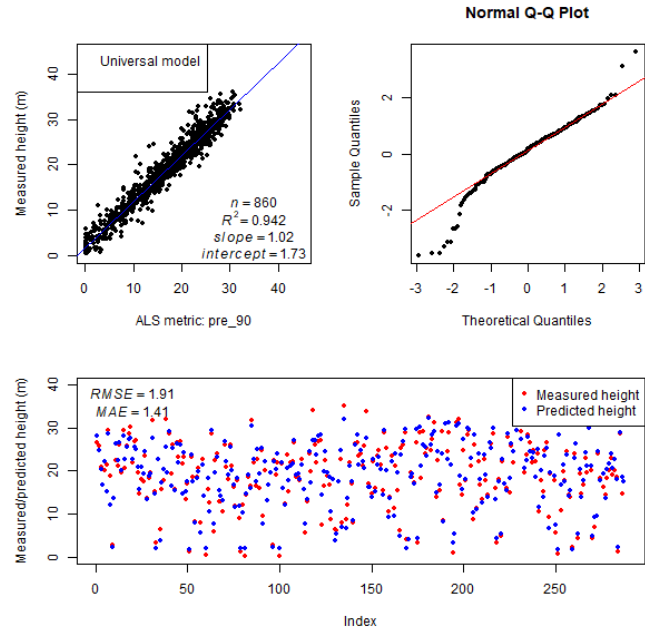 Normal Q-Q Plot
Universal model
Measured height (m)
0 10 20 30 40
n = 860
R² = 0.942
slope = 1.02
intercept = 1.73
0 10 20 30 40
ALS metric: pre_90
Sample Quantiles
-2 0 2
-3 -2 -1 0 1 2 3
Theoretical Quantiles
Measured/predicted height (m)
0 10 20 30 40
RMSE = 1.91
MAE = 1.41
Measured height
Predicted height
0 50 100 150 200 250
Index